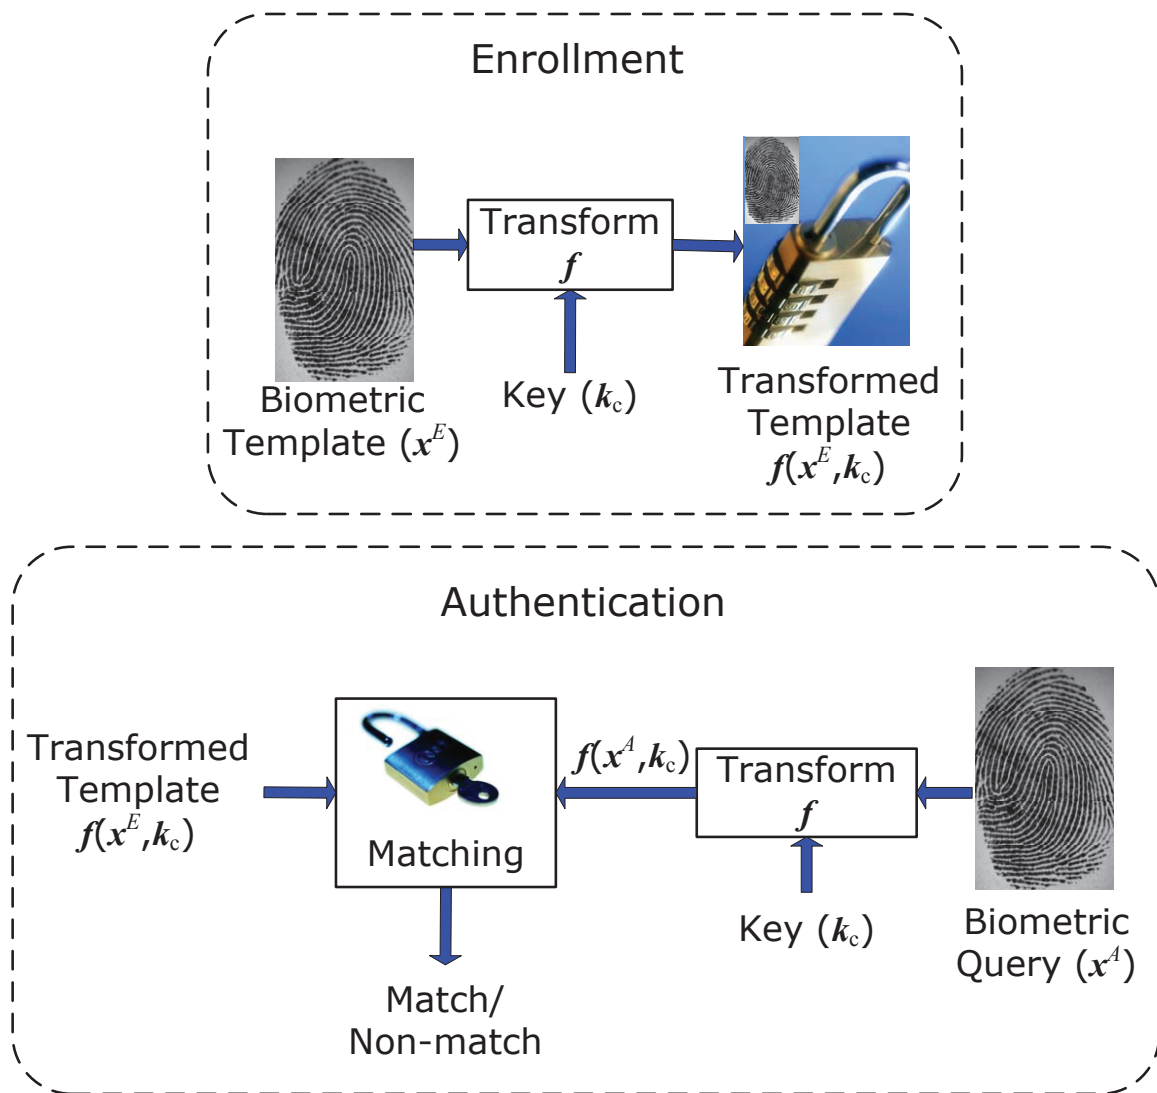 Enrollment
Transform
f
Biometric
Template (x^E)
Key (k_c)
Transformed
Template
f(x^E,k_c)
Authentication
Transformed
Template
f(x^E,k_c)
Matching
f(x^A,k_c)
Transform
f
Key (k_c)
Biometric
Query (x^A)
Match/
Non-match